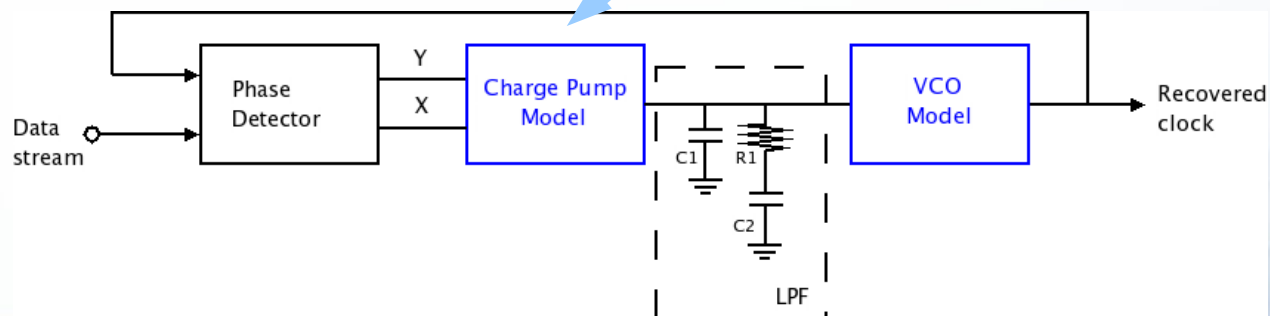 Data
stream
Phase
Detector
Y
X
Charge Pump
Model
C1
R1
C2
LPF
VCO
Model
Recovered
clock